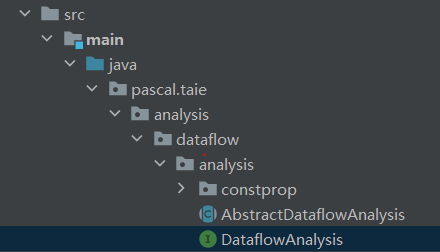 src
main
java
pascal.taie
analysis
dataflow
analysis
constprop
AbstractDataflowAnalysis
DataflowAnalysis